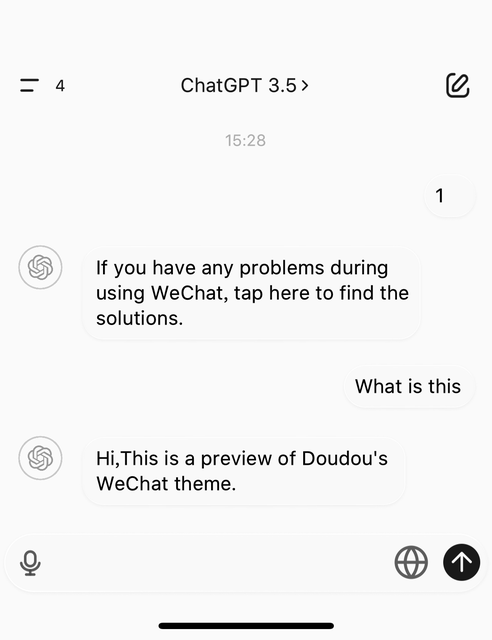 4
ChatGPT 3.5
15:28
1
If you have any problems during
using WeChat, tap here to find the
solutions.
What is this
Hi,This is a preview of Doudou's
WeChat theme.